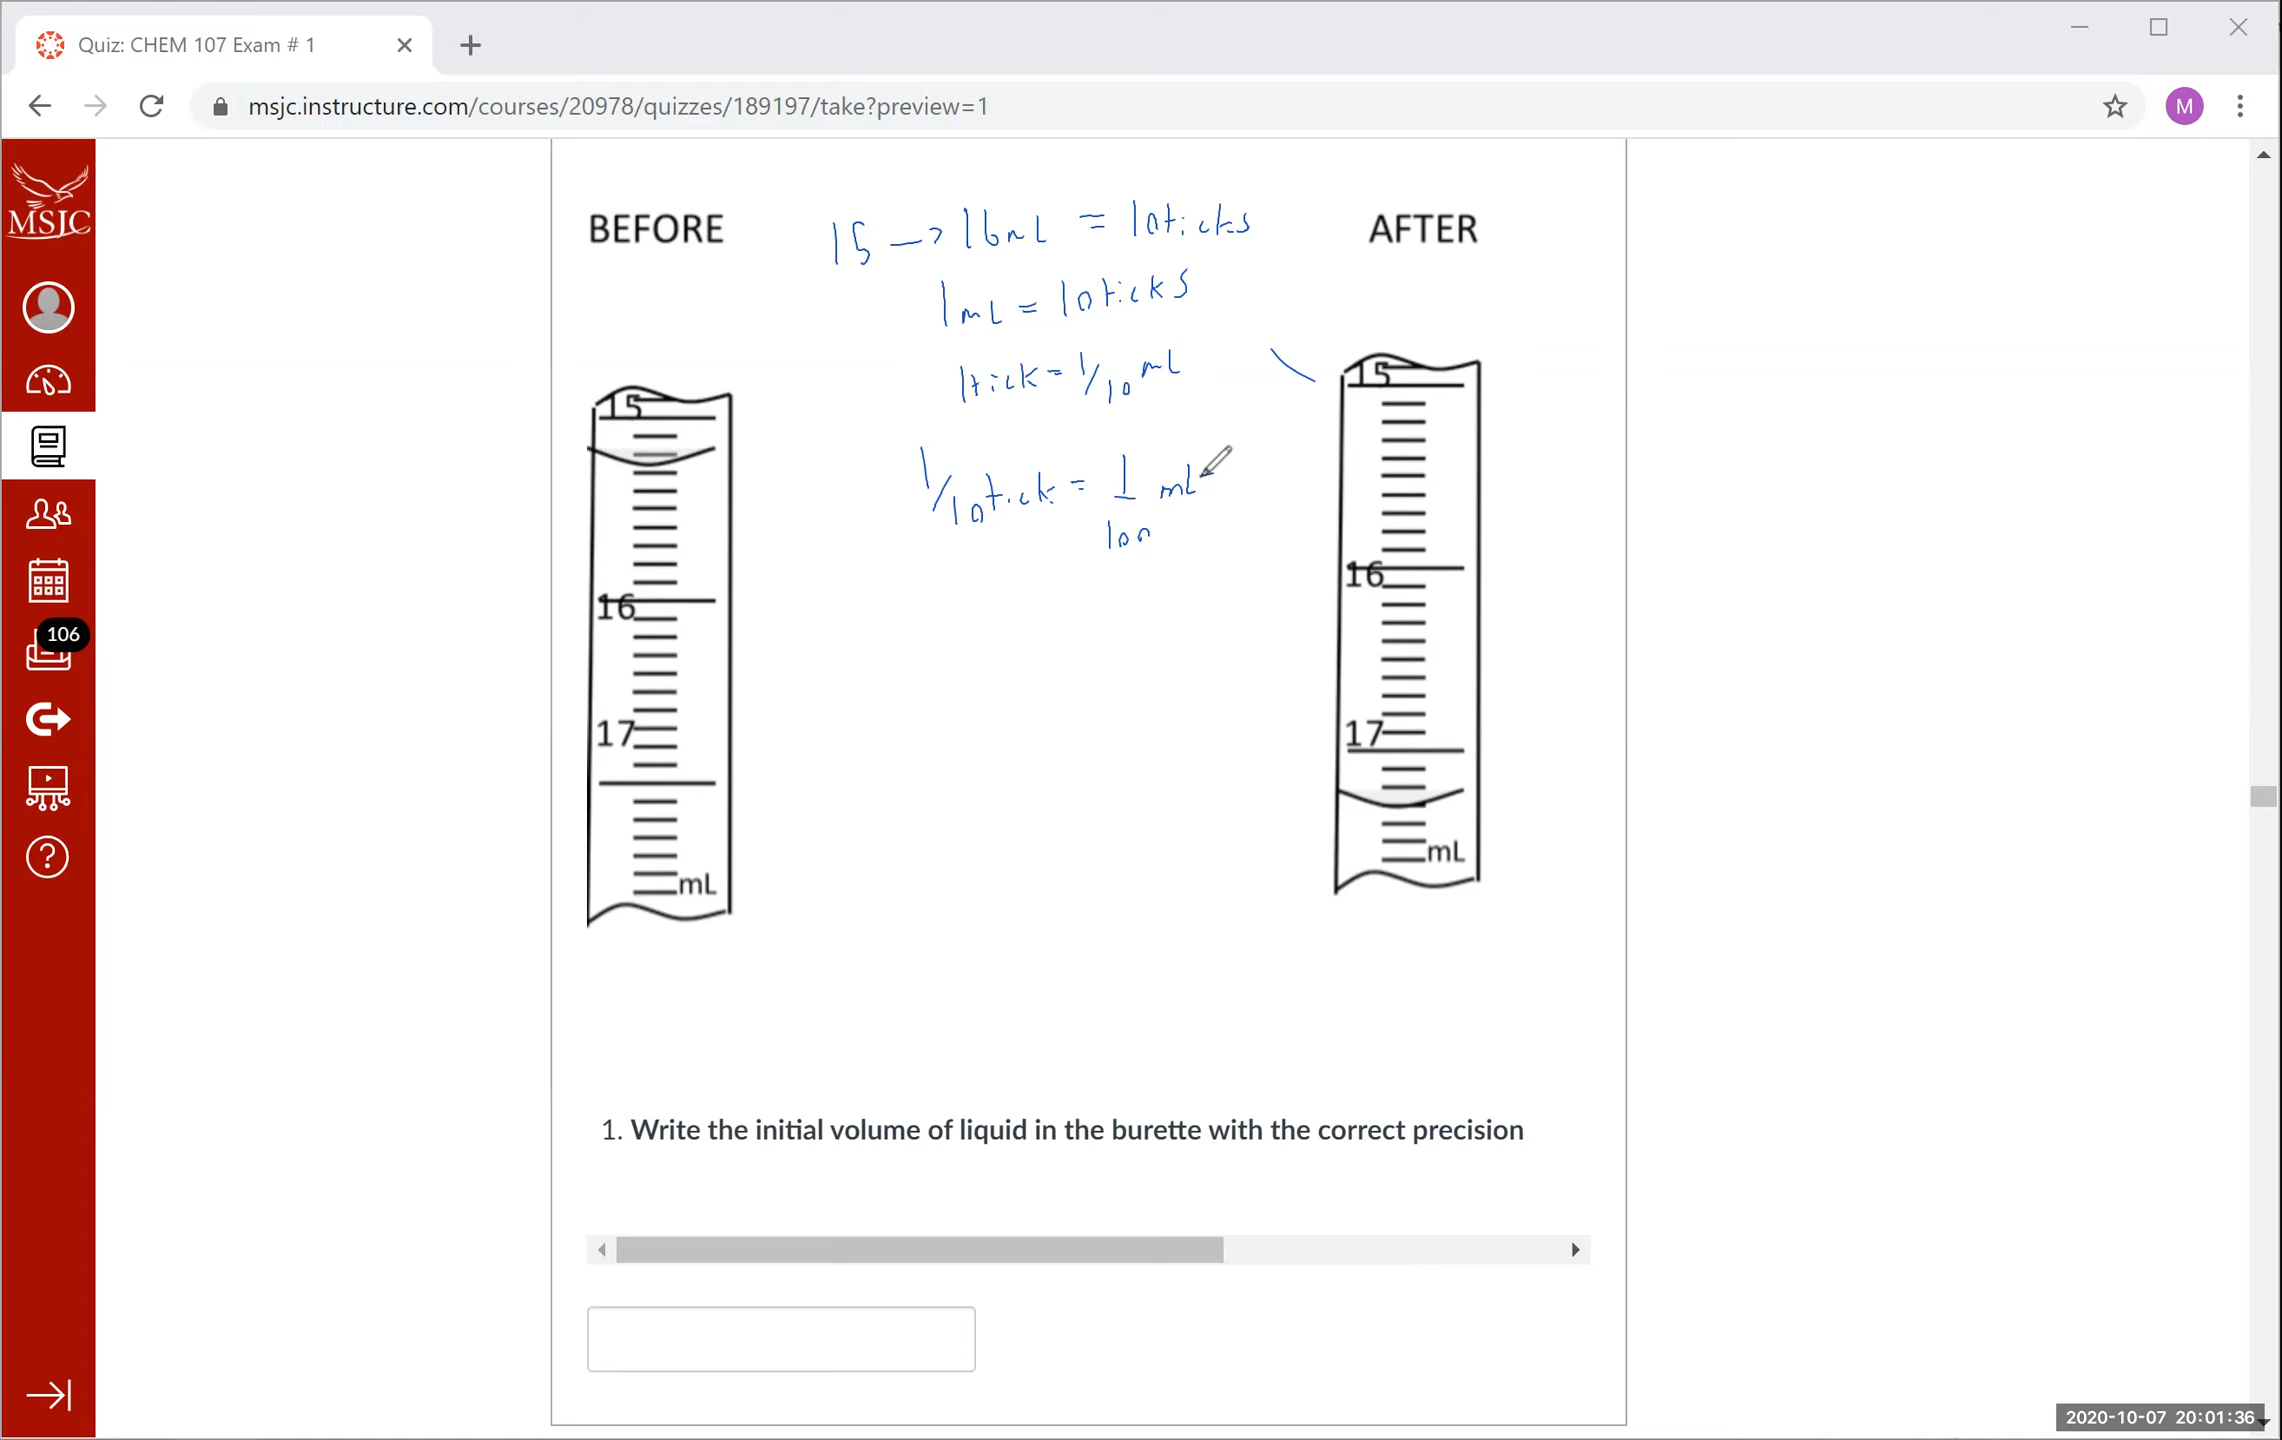 Quiz: CHEM 107 Exam # 1
msjc.instructure.com/courses/20978/quizzes/189197/take?preview=1
M
MSJC
106
BEFORE
15 → 16mL = 10ticks
1mL = 10ticks
1tick = 1/10 mL
1/10 tick = 1/100 mL
AFTER
15
16
17
mL
15
16
17
mL
1. Write the initial volume of liquid in the burette with the correct precision
2020-10-07 20:01:36